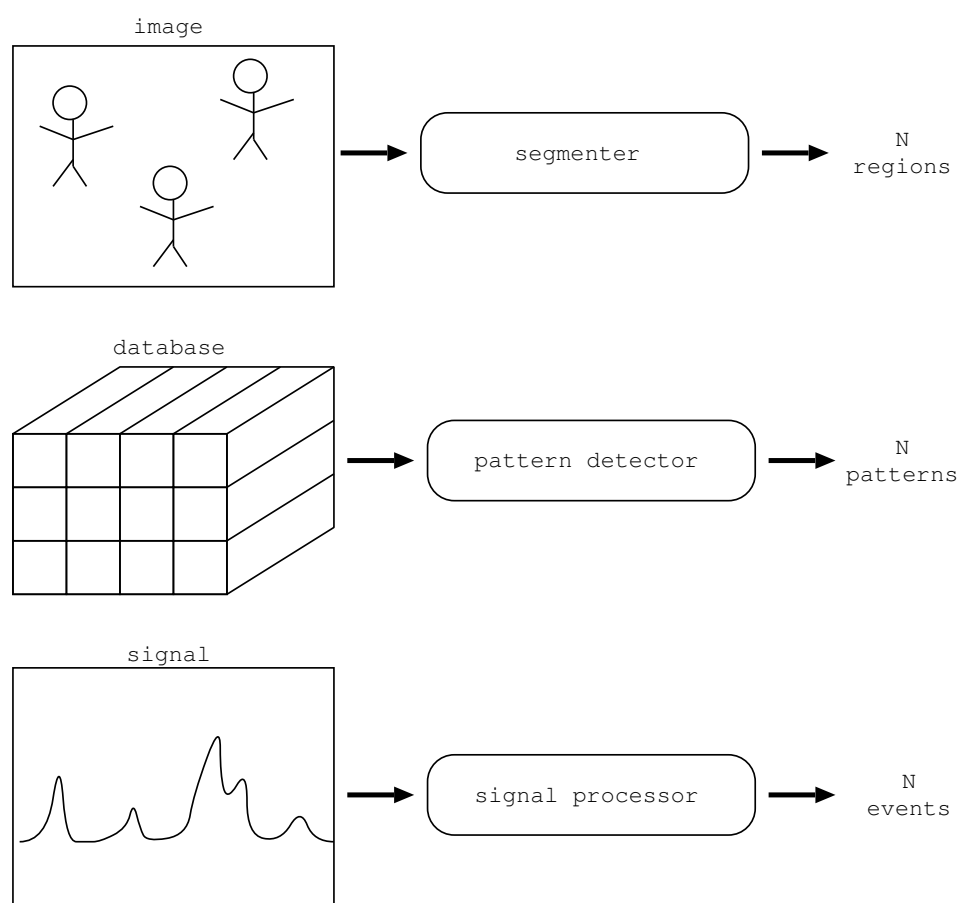 image
segmenter
N
regions
database
pattern detector
N
patterns
signal
signal processor
N
events